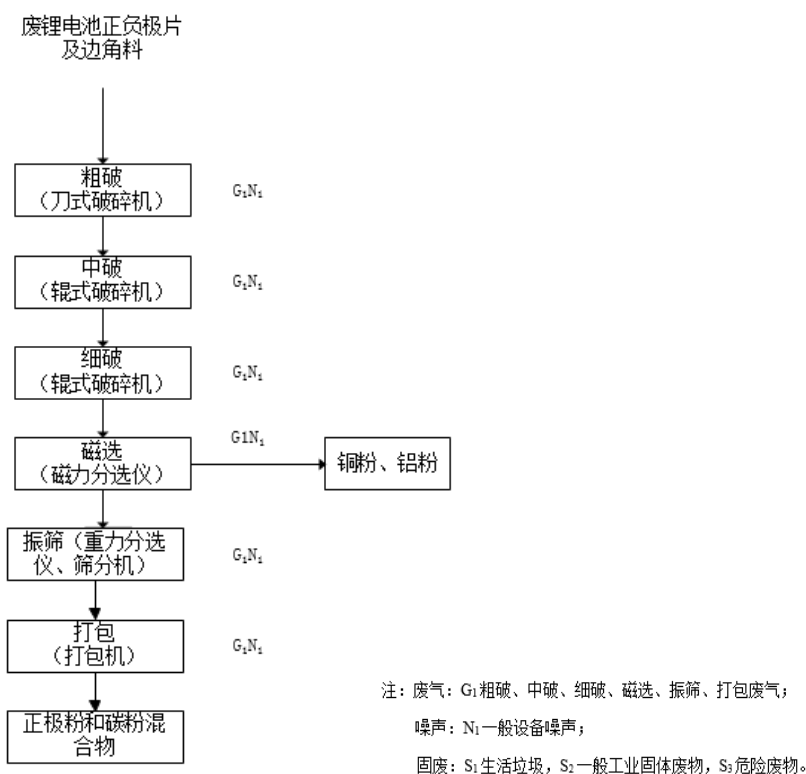 废锂电池正负极片
及边角料
粗破
（刀式破碎机）
G₁N₁
中破
（辊式破碎机）
G₁N₁
细破
（辊式破碎机）
G₁N₁
磁选
（磁力分选仪）
G1N₁
铜粉、铝粉
振筛（重力分选
仪、筛分机）
G₁N₁
打包
（打包机）
G₁N₁
正极粉和碳粉混
合物
注：废气：G₁粗破、中破、细破、磁选、振筛、打包废气；
噪声：N₁一般设备噪声；
固废：S₁生活垃圾，S₂一般工业固体废物，S₃危险废物。